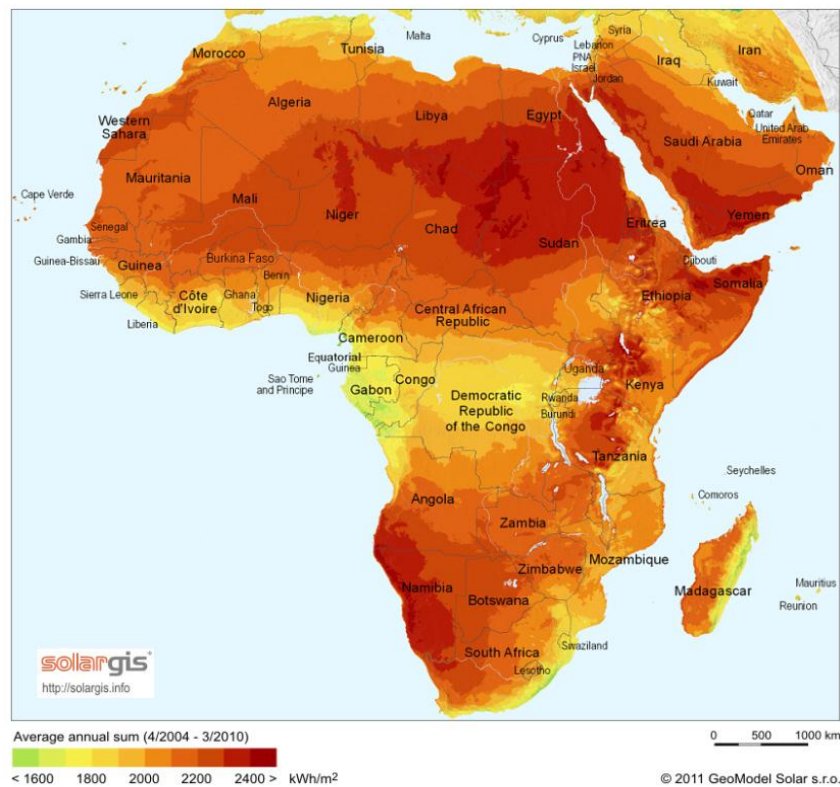 Malta
Cyprus
Syria
Lebanon
PNA
Israel
Jordan
Iraq
Iran
Kuwait
Morocco
Tunisia
Algeria
Libya
Egypt
Western
Sahara
Qatar
United Arab
Emirates
Saudi Arabia
Oman
Mauritania
Mali
Niger
Chad
Sudan
Eritrea
Yemen
Cape Verde
Senegal
Gambia
Guinea-Bissau
Guinea
Burkina Faso
Benin
Djibouti
Sierra Leone
Côte
d'Ivoire
Ghana
Togo
Nigeria
Central African
Republic
Ethiopia
Somalia
Liberia
Cameroon
Equatorial
Guinea
Sao Tome
and Principe
Gabon
Congo
Democratic
Republic
of the Congo
Uganda
Rwanda
Burundi
Kenya
Tanzania
Seychelles
Comoros
Angola
Zambia
Mozambique
Zimbabwe
Namibia
Botswana
Madagascar
Mauritius
Reunion
South Africa
Swaziland
Lesotho
solargis
http://solargis.info
Average annual sum (4/2004 - 3/2010)
< 1600 1800 2000 2200 2400 > kWh/m²
0 500 1000 km
© 2011 GeoModel Solar s.r.o.